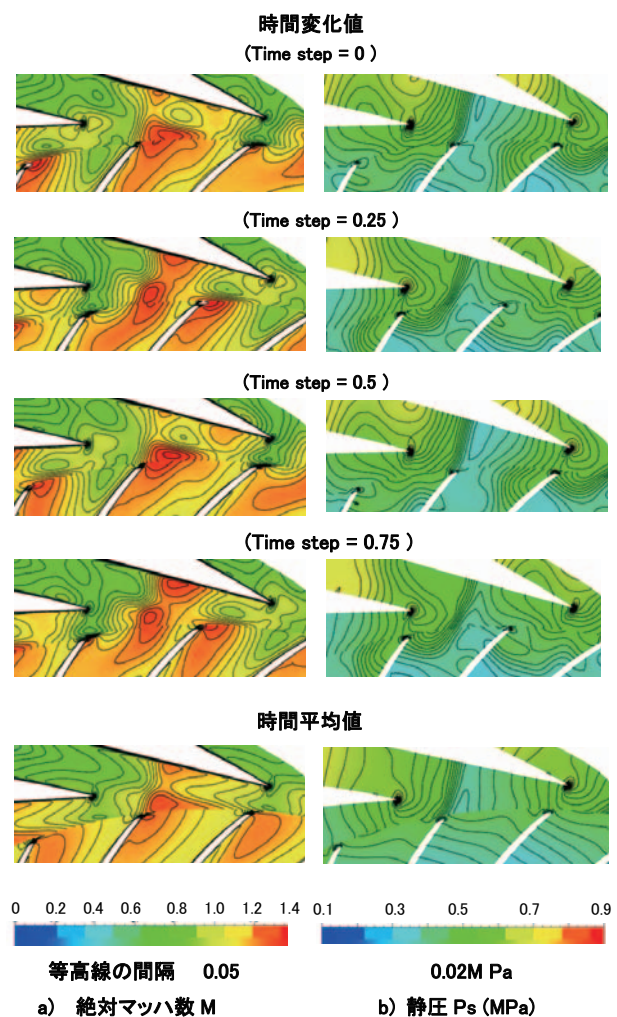 時間変化値
(Time step = 0 )
(Time step = 0.25 )
(Time step = 0.5 )
(Time step = 0.75 )
時間平均値
0 0.2 0.4 0.6 0.8 1.0 1.2 1.4
0.1 0.3 0.5 0.7 0.9
等高線の間隔 0.05
0.02M Pa
a) 絶対マッハ数 M
b) 静圧 Ps (MPa)